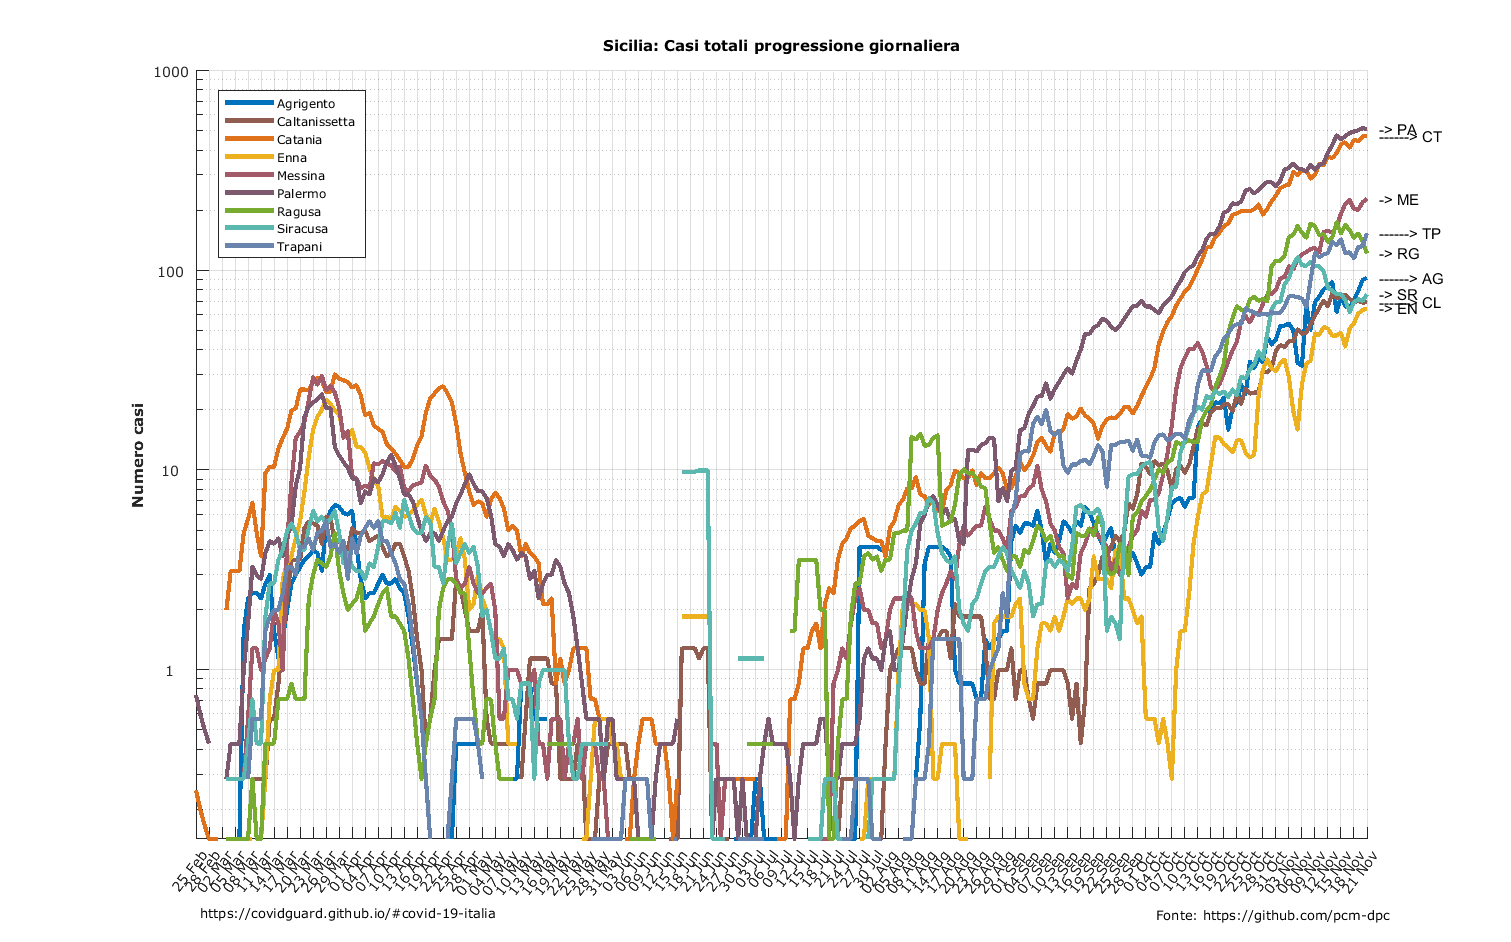 Sicilia: Casi totali progressione giornaliera
1000
100
10
1
Numero casi
Agrigento
Caltanissetta
Catania
Enna
Messina
Palermo
Ragusa
Siracusa
Trapani
-> PA
------> CT
-> ME
------> TP
-> RG
------> AG
-> SR
------> CL
-> EN
25 Feb
28 Feb
02 Mar
05 Mar
08 Mar
11 Mar
14 Mar
17 Mar
20 Mar
23 Mar
26 Mar
29 Mar
01 Apr
04 Apr
07 Apr
10 Apr
13 Apr
16 Apr
19 Apr
22 Apr
25 Apr
28 Apr
01 May
04 May
07 May
10 May
13 May
16 May
19 May
22 May
25 May
28 May
31 May
03 Jun
06 Jun
09 Jun
12 Jun
15 Jun
18 Jun
21 Jun
24 Jun
27 Jun
30 Jun
03 Jul
06 Jul
09 Jul
12 Jul
15 Jul
18 Jul
21 Jul
24 Jul
27 Jul
30 Jul
02 Aug
05 Aug
08 Aug
11 Aug
14 Aug
17 Aug
20 Aug
23 Aug
26 Aug
29 Aug
01 Sep
04 Sep
07 Sep
10 Sep
13 Sep
16 Sep
19 Sep
22 Sep
25 Sep
28 Sep
01 Oct
04 Oct
07 Oct
10 Oct
13 Oct
16 Oct
19 Oct
22 Oct
25 Oct
28 Oct
31 Oct
03 Nov
06 Nov
09 Nov
12 Nov
15 Nov
18 Nov
21 Nov
https://covidguard.github.io/#covid-19-italia
Fonte: https://github.com/pcm-dpc